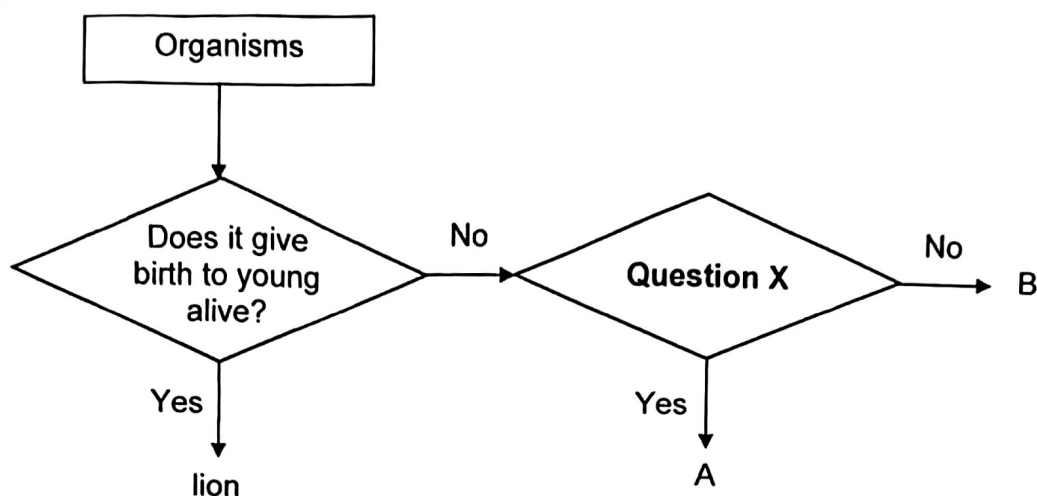 Organisms
Does it give
birth to young
alive?
No
Question X
No
B
Yes
lion
Yes
A